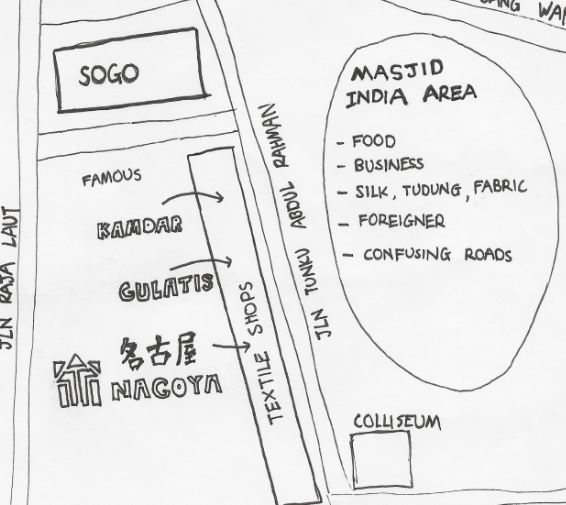 SOGO
MASJID
INDIA AREA
- FOOD
- BUSINESS
- SILK, TUDUNG, FABRIC
- FOREIGNER
- CONFUSING ROADS
FAMOUS
KAMDAR
GULATIS
名古屋
NAGOYA
TEXTILE SHOPS
JLN TUNKU ABDUL RAHMAN
JLN RAJA LAUT
COLLISEUM